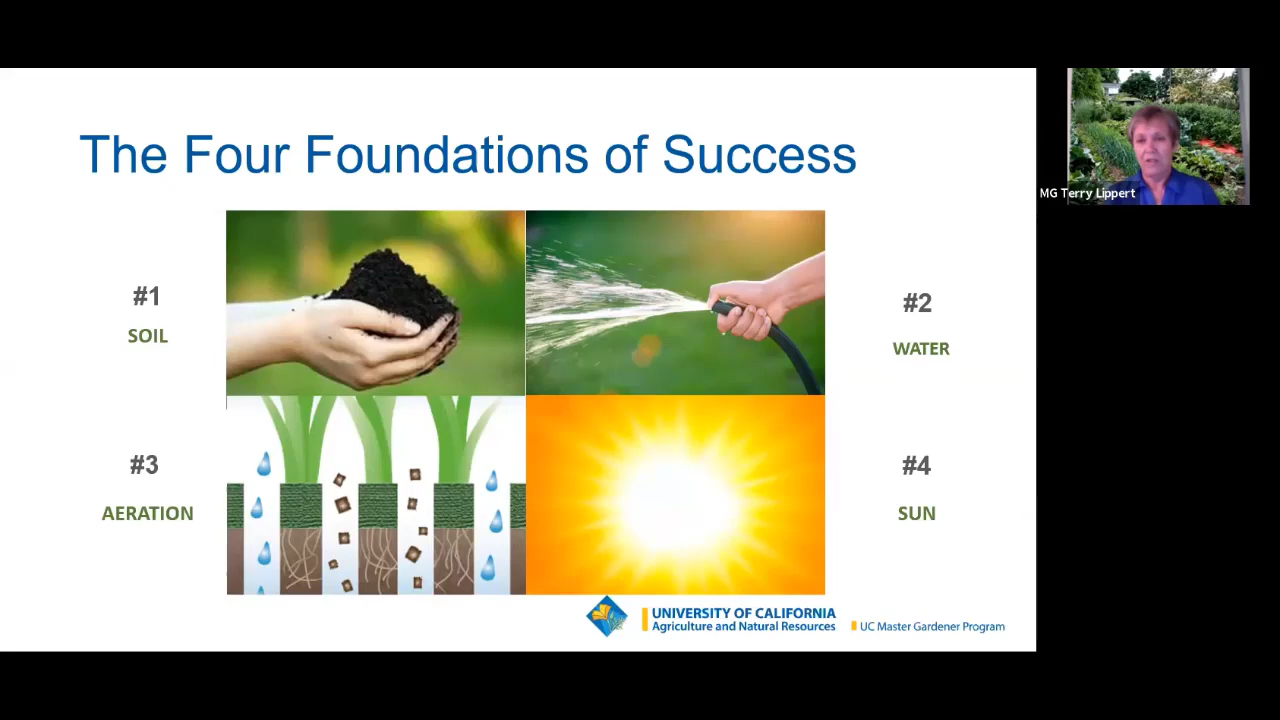 The Four Foundations of Success
MG Terry Lippert
#1
SOIL
#2
WATER
#3
AERATION
#4
SUN
UNIVERSITY OF CALIFORNIA
Agriculture and Natural Resources
UC Master Gardener Program